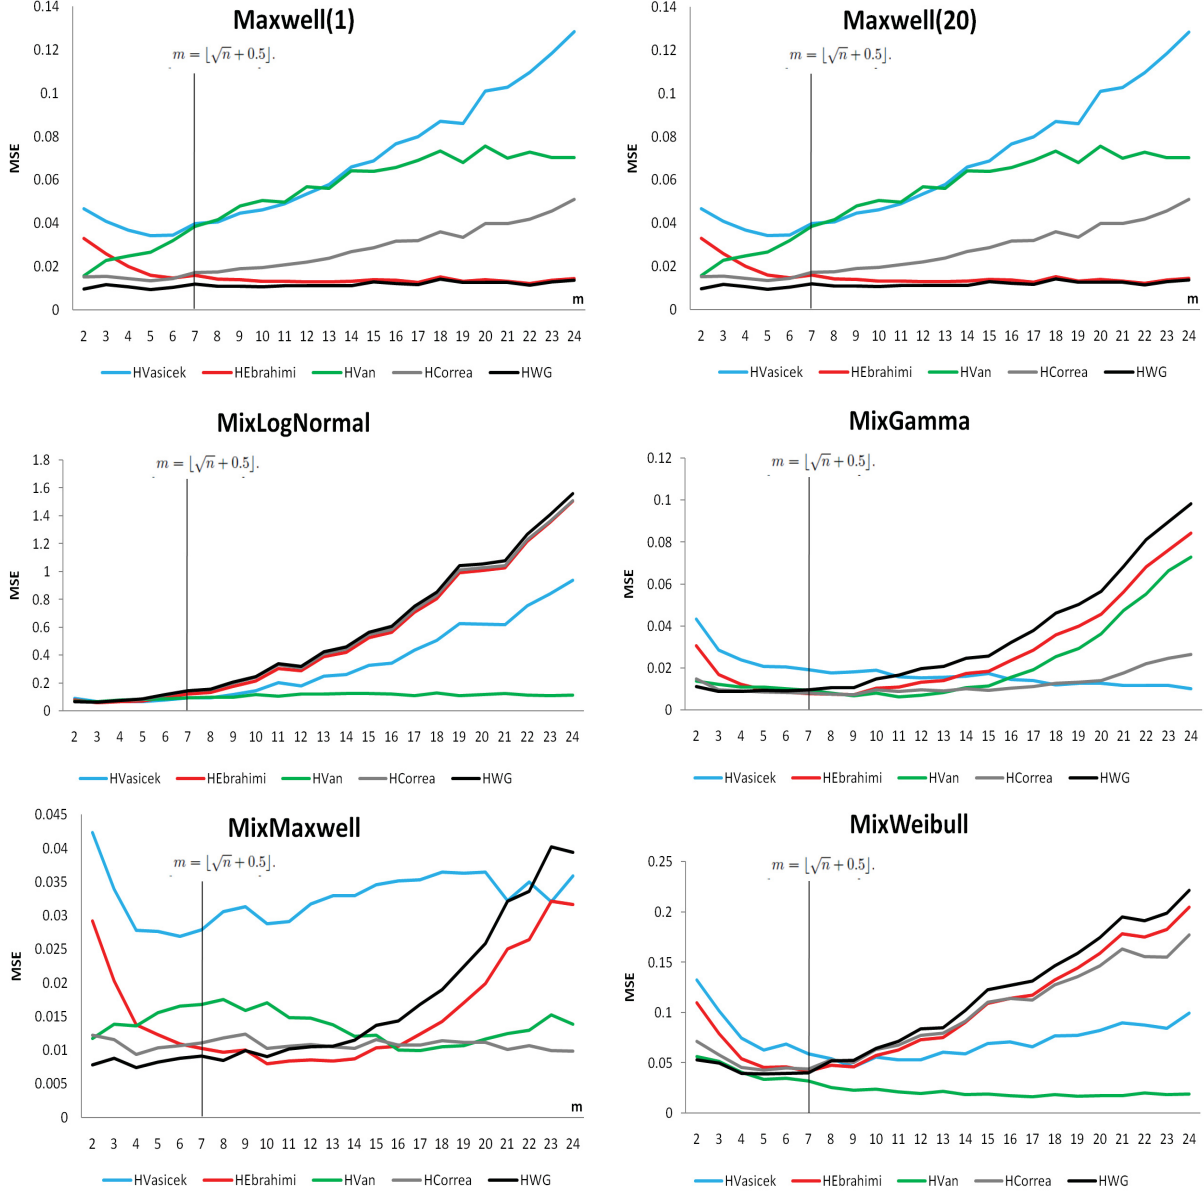 Maxwell(1)
m = ⌊√n + 0.5⌋.
0.14
0.12
0.1
0.08
0.06
0.04
0.02
0
MSE
m
2 3 4 5 6 7 8 9 10 11 12 13 14 15 16 17 18 19 20 21 22 23 24
HVasicek HEbrahimi HVan HCorrea HWG
Maxwell(20)
m = ⌊√n + 0.5⌋.
0.14
0.12
0.1
0.08
0.06
0.04
0.02
0
MSE
m
2 3 4 5 6 7 8 9 10 11 12 13 14 15 16 17 18 19 20 21 22 23 24
HVasicek HEbrahimi HVan HCorrea HWG
MixLogNormal
m = ⌊√n + 0.5⌋.
1.8
1.6
1.4
1.2
1
0.8
0.6
0.4
0.2
0
MSE
2 3 4 5 6 7 8 9 10 11 12 13 14 15 16 17 18 19 20 21 22 23 24
HVasicek HEbrahimi HVan HCorrea HWG
MixGamma
m = ⌊√n + 0.5⌋.
0.12
0.1
0.08
0.06
0.04
0.02
0
MSE
2 3 4 5 6 7 8 9 10 11 12 13 14 15 16 17 18 19 20 21 22 23 24
HVasicek HEbrahimi HVan HCorrea HWG
MixMaxwell
m = ⌊√n + 0.5⌋.
0.045
0.04
0.035
0.03
0.025
0.02
0.015
0.01
0.005
0
MSE
m
2 3 4 5 6 7 8 9 10 11 12 13 14 15 16 17 18 19 20 21 22 23 24
HVasicek HEbrahimi HVan HCorrea HWG
MixWeibull
m = ⌊√n + 0.5⌋.
0.25
0.2
0.15
0.1
0.05
0
MSE
2 3 4 5 6 7 8 9 10 11 12 13 14 15 16 17 18 19 20 21 22 23 24
HVasicek HEbrahimi HVan HCorrea HWG